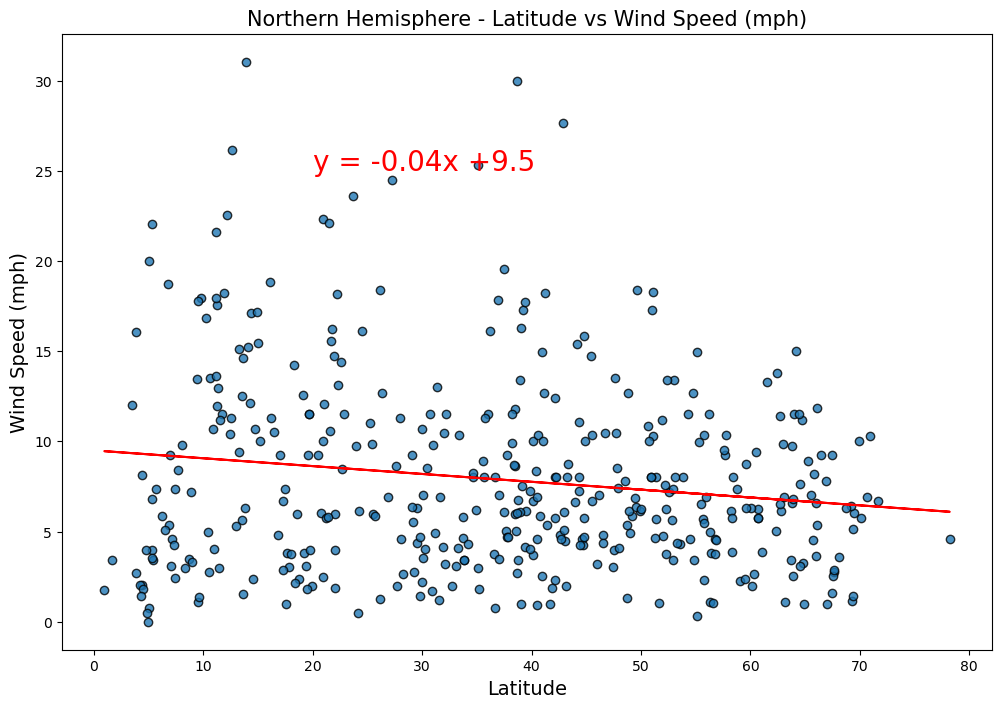 Northern Hemisphere - Latitude vs Wind Speed (mph)
30
25
20
15
10
5
0
Wind Speed (mph)
y = -0.04x +9.5
0 10 20 30 40 50 60 70 80
Latitude